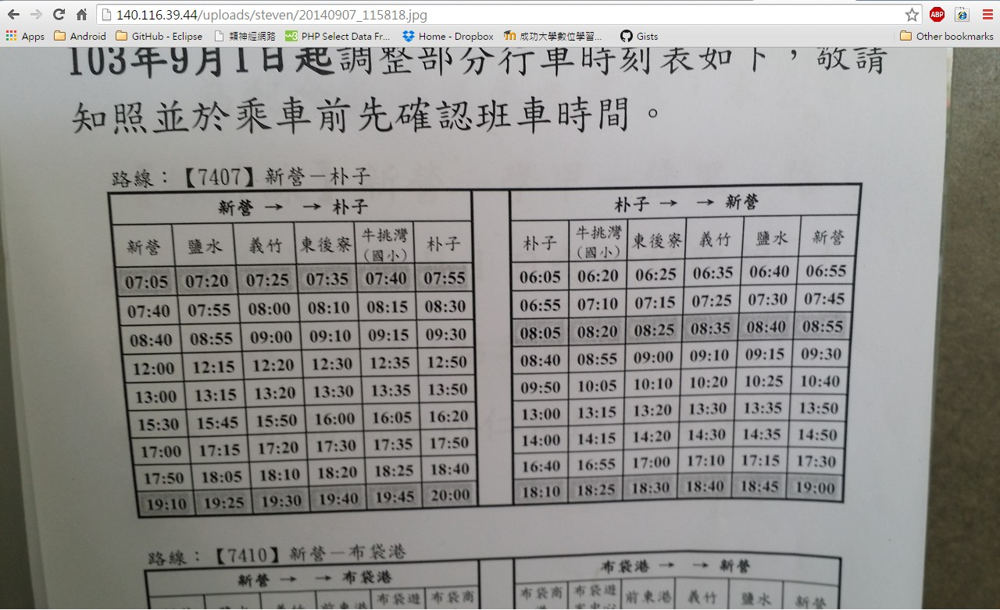 140.116.39.44/uploads/steven/20140907_115818.jpg
ABP
Apps Android GitHub - Eclipse 類神經網路 PHP Select Data Fr... Home - Dropbox 成功大學數位學習... Gists Other bookmarks
103年9月1日起調整部分行車時刻表如下，敬請
知照並於乘車前先確認班車時間。
路線：【7407】新營－朴子
新營 → → 朴子 朴子 → → 新營
新營 鹽水 義竹 東後寮 牛挑灣（國小） 朴子 朴子 牛挑灣（國小） 東後寮 義竹 鹽水 新營
07:05 07:20 07:25 07:35 07:40 07:55 06:05 06:20 06:25 06:35 06:40 06:55
07:40 07:55 08:00 08:10 08:15 08:30 06:55 07:10 07:15 07:25 07:30 07:45
08:40 08:55 09:00 09:10 09:15 09:30 08:05 08:20 08:25 08:35 08:40 08:55
12:00 12:15 12:20 12:30 12:35 12:50 08:40 08:55 09:00 09:10 09:15 09:30
13:00 13:15 13:20 13:30 13:35 13:50 09:50 10:05 10:10 10:20 10:25 10:40
15:30 15:45 15:50 16:00 16:05 16:20 13:00 13:15 13:20 13:30 13:35 13:50
17:00 17:15 17:20 17:30 17:35 17:50 14:00 14:15 14:20 14:30 14:35 14:50
17:50 18:05 18:10 18:20 18:25 18:40 16:40 16:55 17:00 17:10 17:15 17:30
19:10 19:25 19:30 19:40 19:45 20:00 18:10 18:25 18:30 18:40 18:45 19:00
路線：【7410】新營－布袋港
新營 → → 布袋港 布袋港 → → 新營
新營 鹽水 義竹 前東港 布袋遊 布袋商 布袋商港 布袋遊 前東港 義竹 鹽水 新營